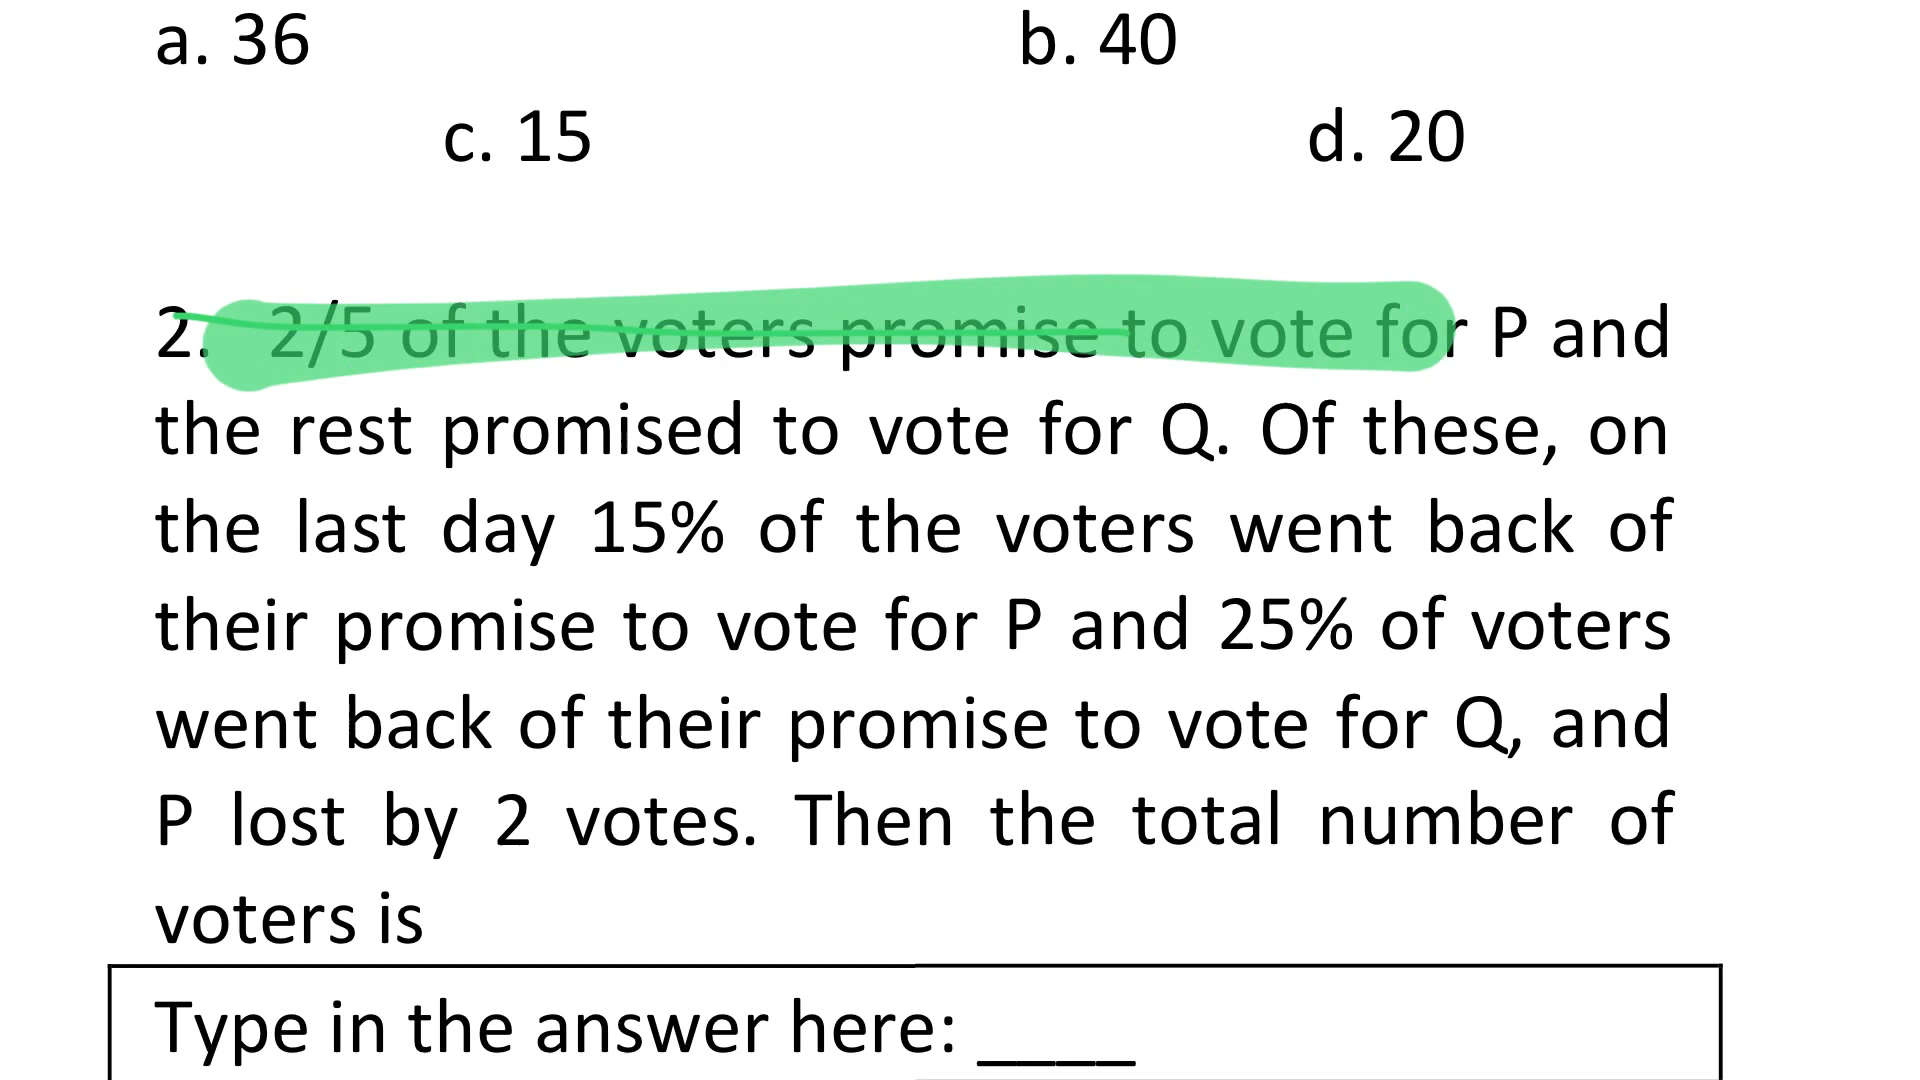 a. 36 b. 40
c. 15 d. 20
2. 2/5 of the voters promise to vote for P and
the rest promised to vote for Q. Of these, on
the last day 15% of the voters went back of
their promise to vote for P and 25% of voters
went back of their promise to vote for Q, and
P lost by 2 votes. Then the total number of
voters is
Type in the answer here: ____